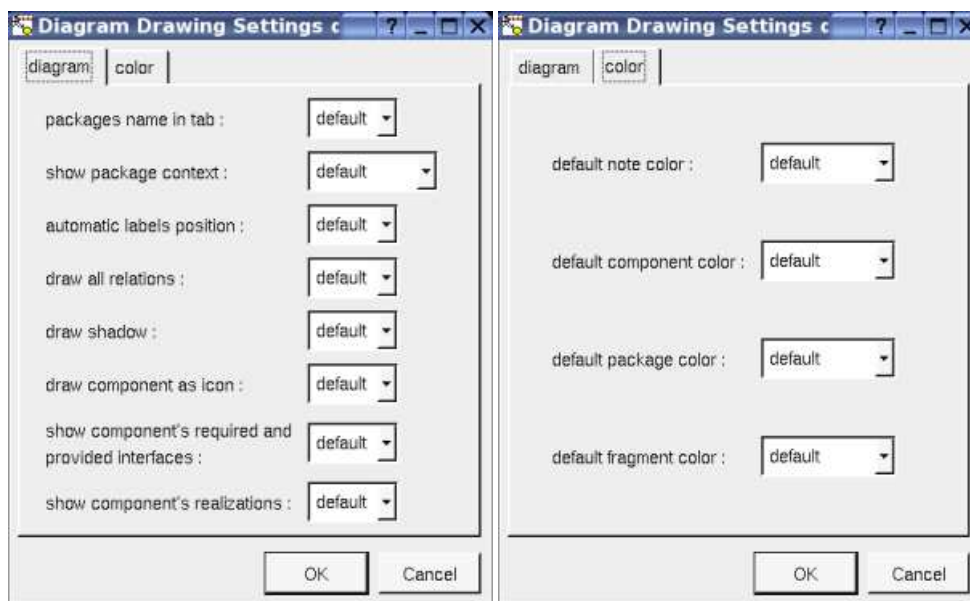 Diagram Drawing Settings c
diagram color
packages name in tab : default
show package context : default
automatic labels position : default
draw all relations : default
draw shadow : default
draw component as icon : default
show component's required and
provided interfaces : default
show component's realizations : default
OK Cancel
Diagram Drawing Settings c
diagram color
default note color : default
default component color : default
default package color : default
default fragment color : default
OK Cancel